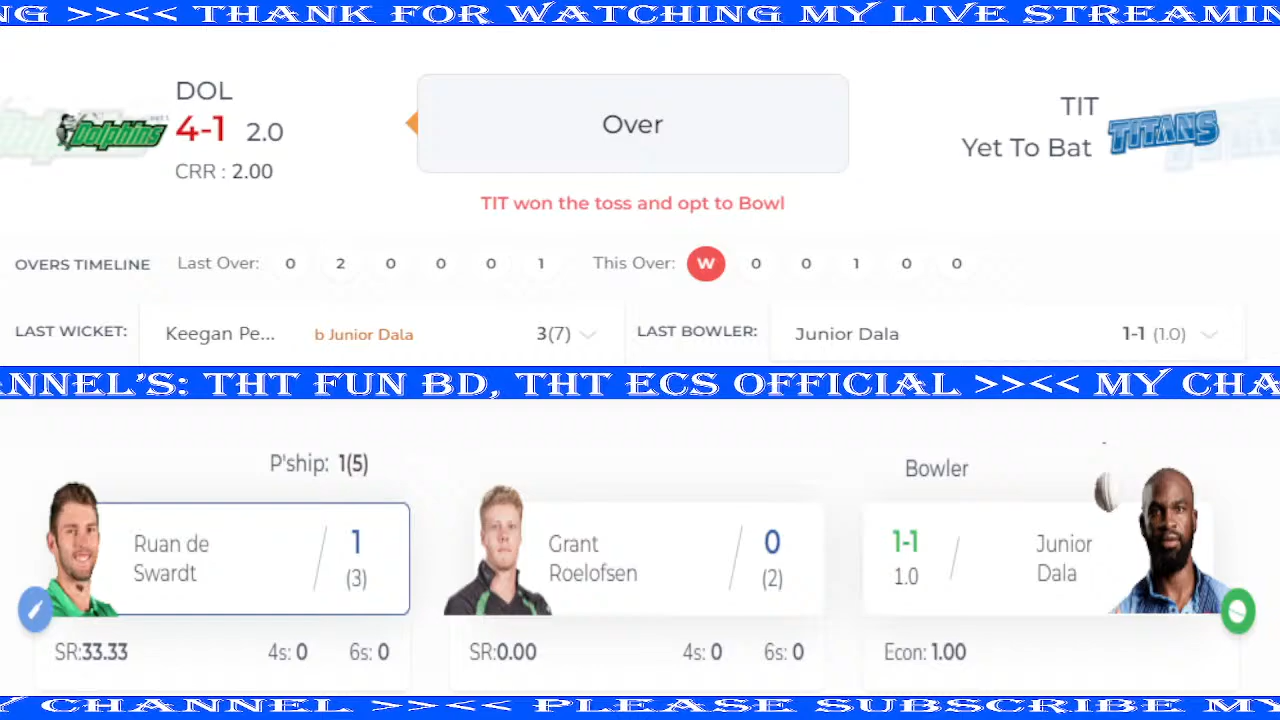 NG >><< THANK FOR WATCHING MY LIVE STREAMIN
DOL
Dolphins
4-1 2.0
CRR : 2.00
Over
TIT
Yet To Bat
TITANS
TIT won the toss and opt to Bowl
OVERS TIMELINE Last Over: 0 2 0 0 0 1 This Over: W 0 0 1 0 0
LAST WICKET: Keegan Pe... b Junior Dala 3(7) LAST BOWLER: Junior Dala 1-1 (1.0)
ANNEL'S: THT FUN BD, THT ECS OFFICIAL >><< MY CHA
P'ship: 1(5)
Bowler
Ruan de
Swardt
1
(3)
Grant
Roelofsen
0
(2)
1-1
1.0
Junior
Dala
SR:33.33 4s: 0 6s: 0
SR:0.00 4s: 0 6s: 0
Econ: 1.00
Y CHANNEL >><< PLEASE SUBSCRIBE MY